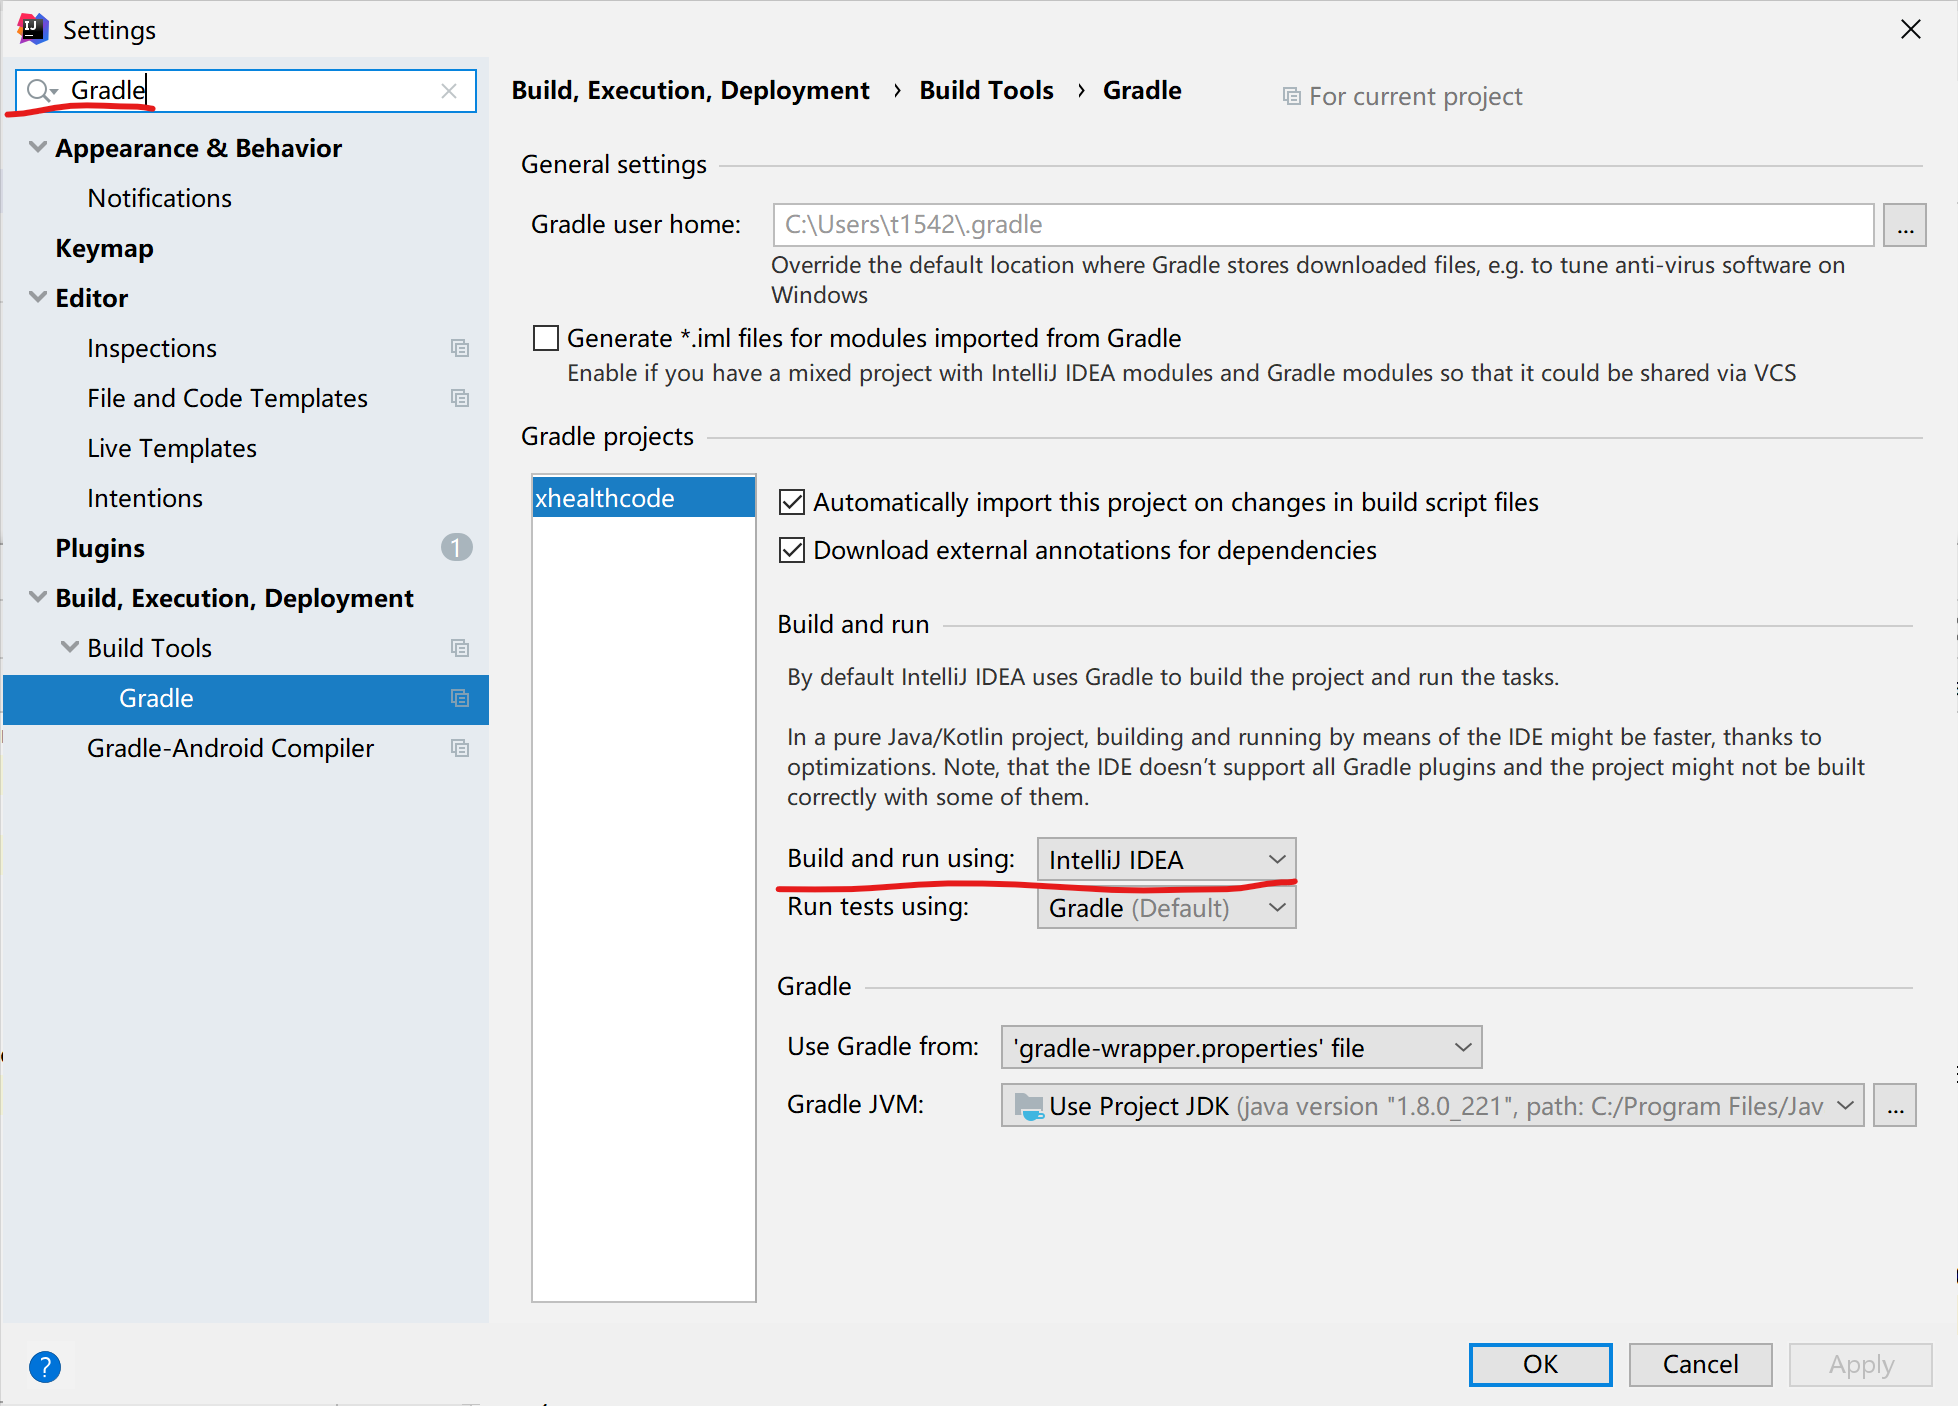 Settings
Gradle
Appearance & Behavior
Notifications
Keymap
Editor
Inspections
File and Code Templates
Live Templates
Intentions
Plugins 1
Build, Execution, Deployment
Build Tools
Gradle
Gradle-Android Compiler
Build, Execution, Deployment › Build Tools › Gradle For current project
General settings
Gradle user home: C:\Users\t1542\.gradle ...
Override the default location where Gradle stores downloaded files, e.g. to tune anti-virus software on
Windows
Generate *.iml files for modules imported from Gradle
Enable if you have a mixed project with IntelliJ IDEA modules and Gradle modules so that it could be shared via VCS
Gradle projects
xhealthcode
Automatically import this project on changes in build script files
Download external annotations for dependencies
Build and run
By default IntelliJ IDEA uses Gradle to build the project and run the tasks.
In a pure Java/Kotlin project, building and running by means of the IDE might be faster, thanks to
optimizations. Note, that the IDE doesn't support all Gradle plugins and the project might not be built
correctly with some of them.
Build and run using: IntelliJ IDEA
Run tests using: Gradle (Default)
Gradle
Use Gradle from: 'gradle-wrapper.properties' file
Gradle JVM: Use Project JDK (java version "1.8.0_221", path: C:/Program Files/Jav ...
? OK Cancel Apply